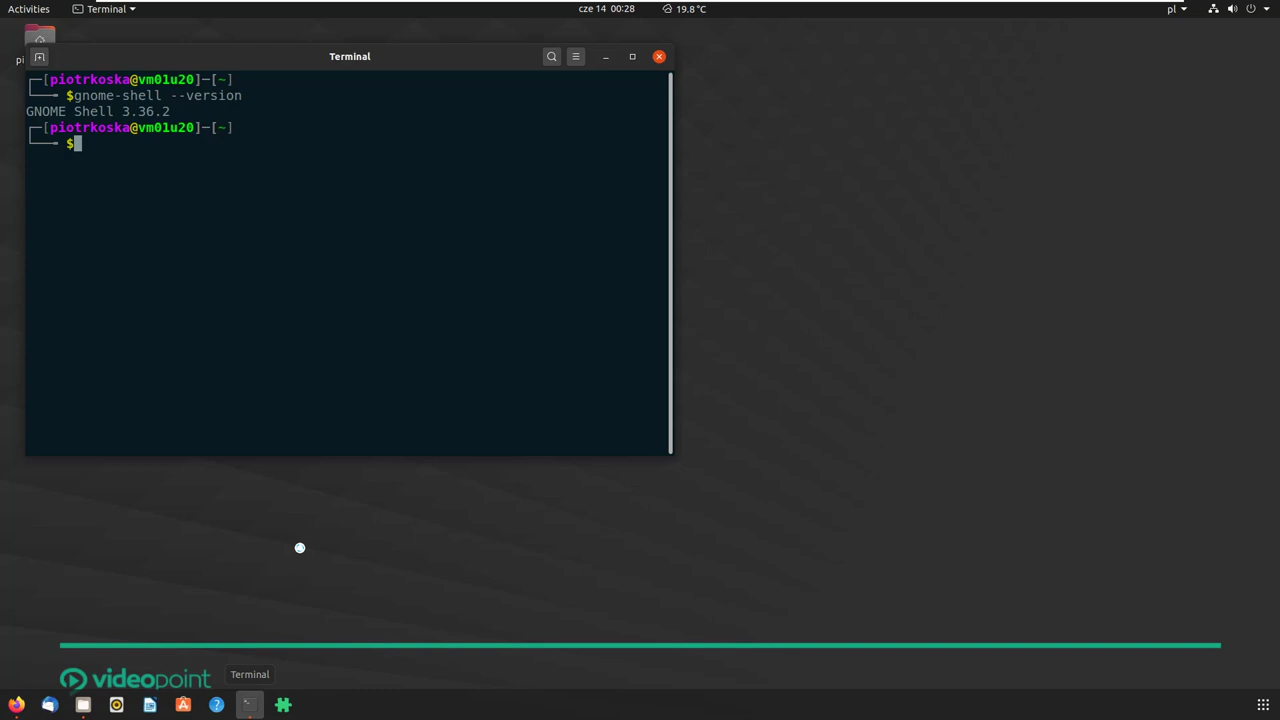 Activities
Terminal
cze 14 00:28
19.8 °C
pl
pi
Terminal
┌─[piotrkoska@vm01u20]─[~]
└──╼ $gnome-shell --version
GNOME Shell 3.36.2
┌─[piotrkoska@vm01u20]─[~]
└──╼ $
videopoint
Terminal